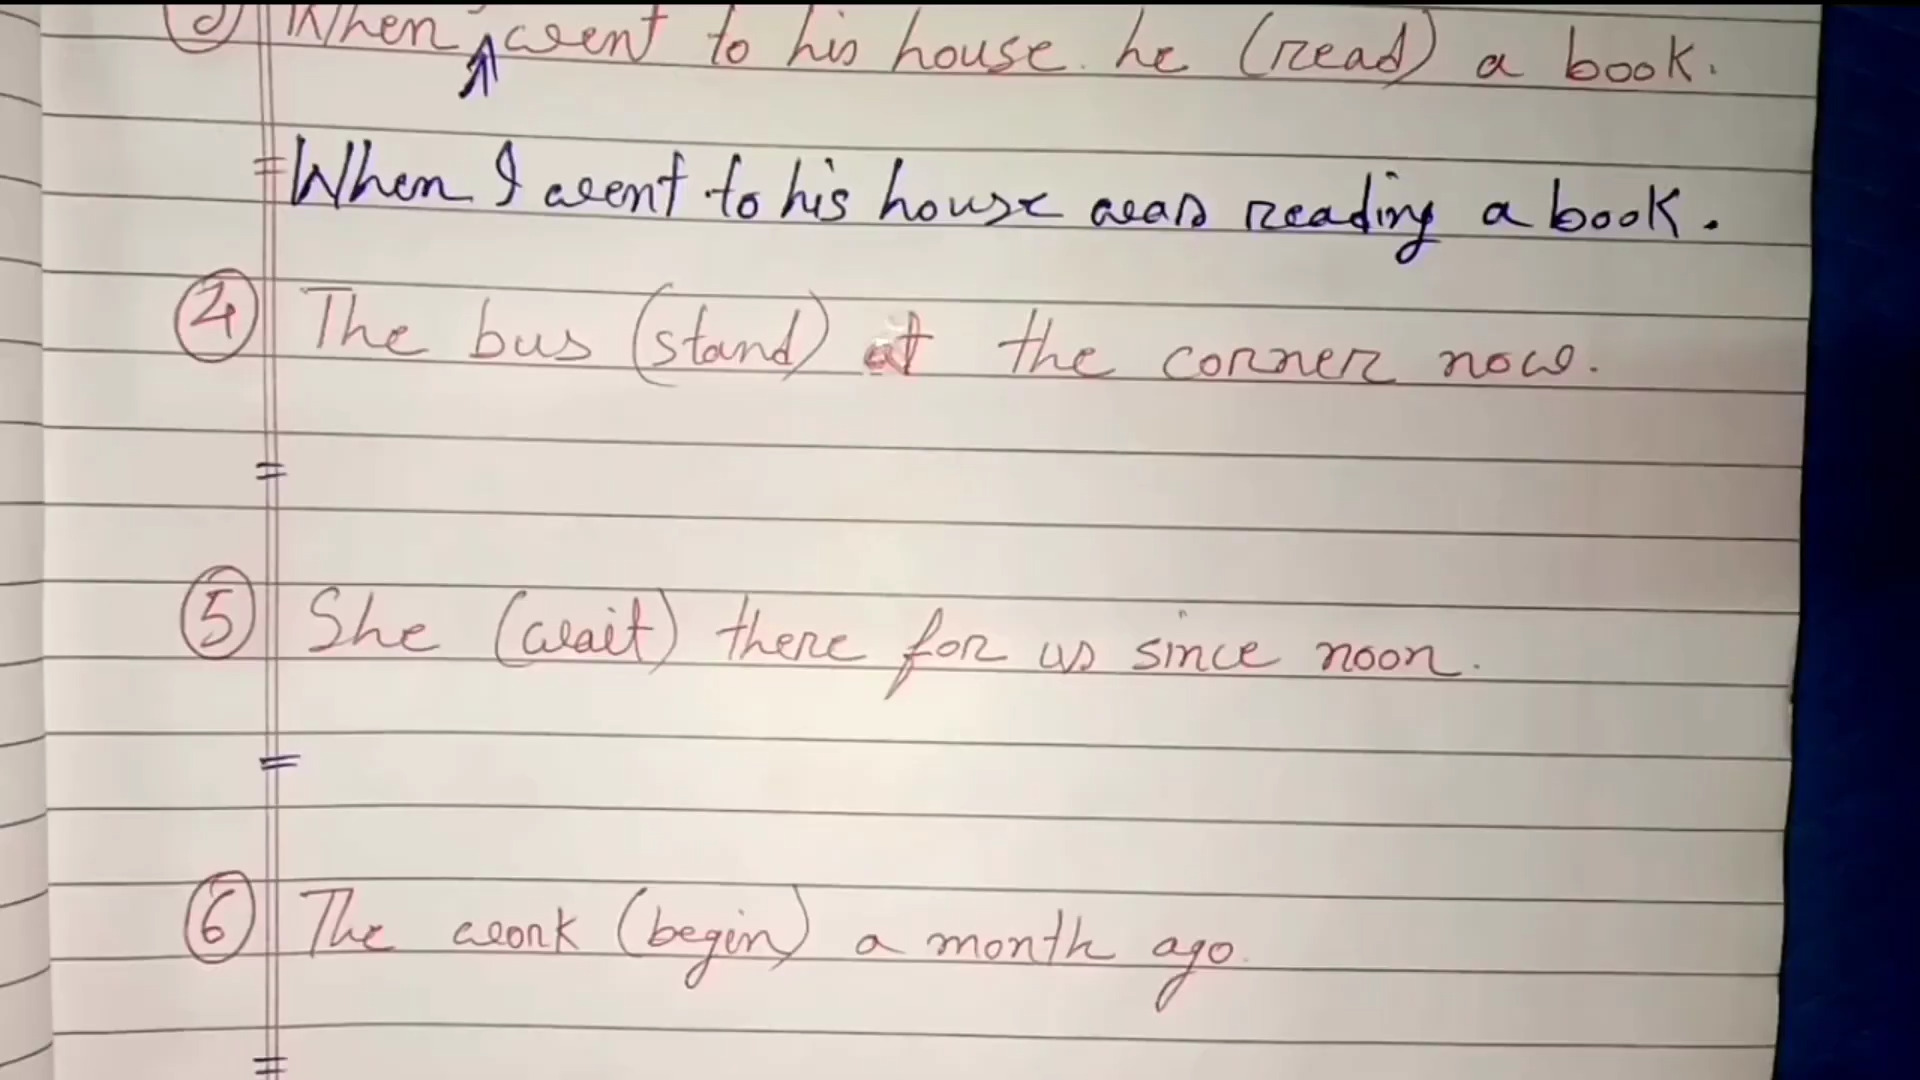 ③ When went to his house. he (read) a book.
= When I went to his house was reading a book.
④ The bus (stand) at the corner now.
=
⑤ She (wait) there for us since noon.
=
⑥ The work (begin) a month ago.
=